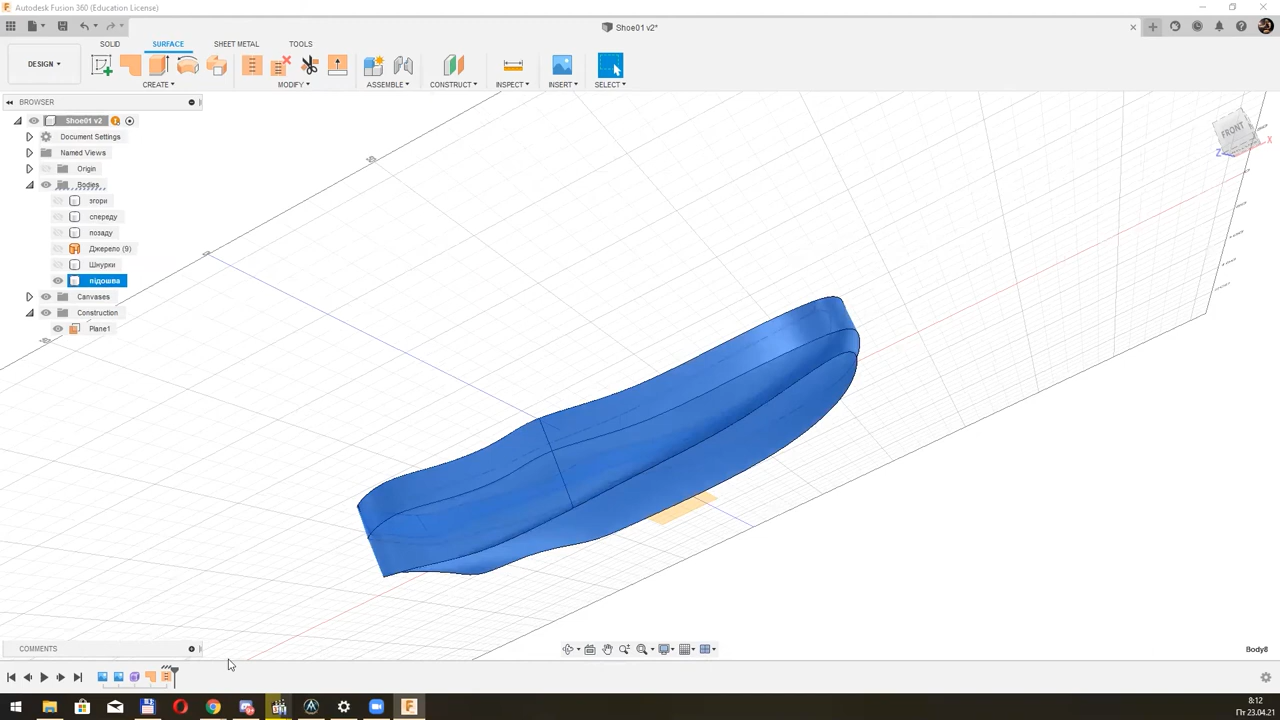 Autodesk Fusion 360 (Education License)
Shoe01 v2*
SOLID SURFACE SHEET METAL TOOLS
DESIGN
CREATE MODIFY ASSEMBLE CONSTRUCT INSPECT INSERT SELECT
BROWSER
Shoe01 v2
Document Settings
Named Views
Origin
Bodies
згори
спереду
позаду
Джерело (9)
Шкурки
підошва
Canvases
Construction
Plane1
FRONT
X
Z
COMMENTS
Body8
8:12
Пт 23.04.21